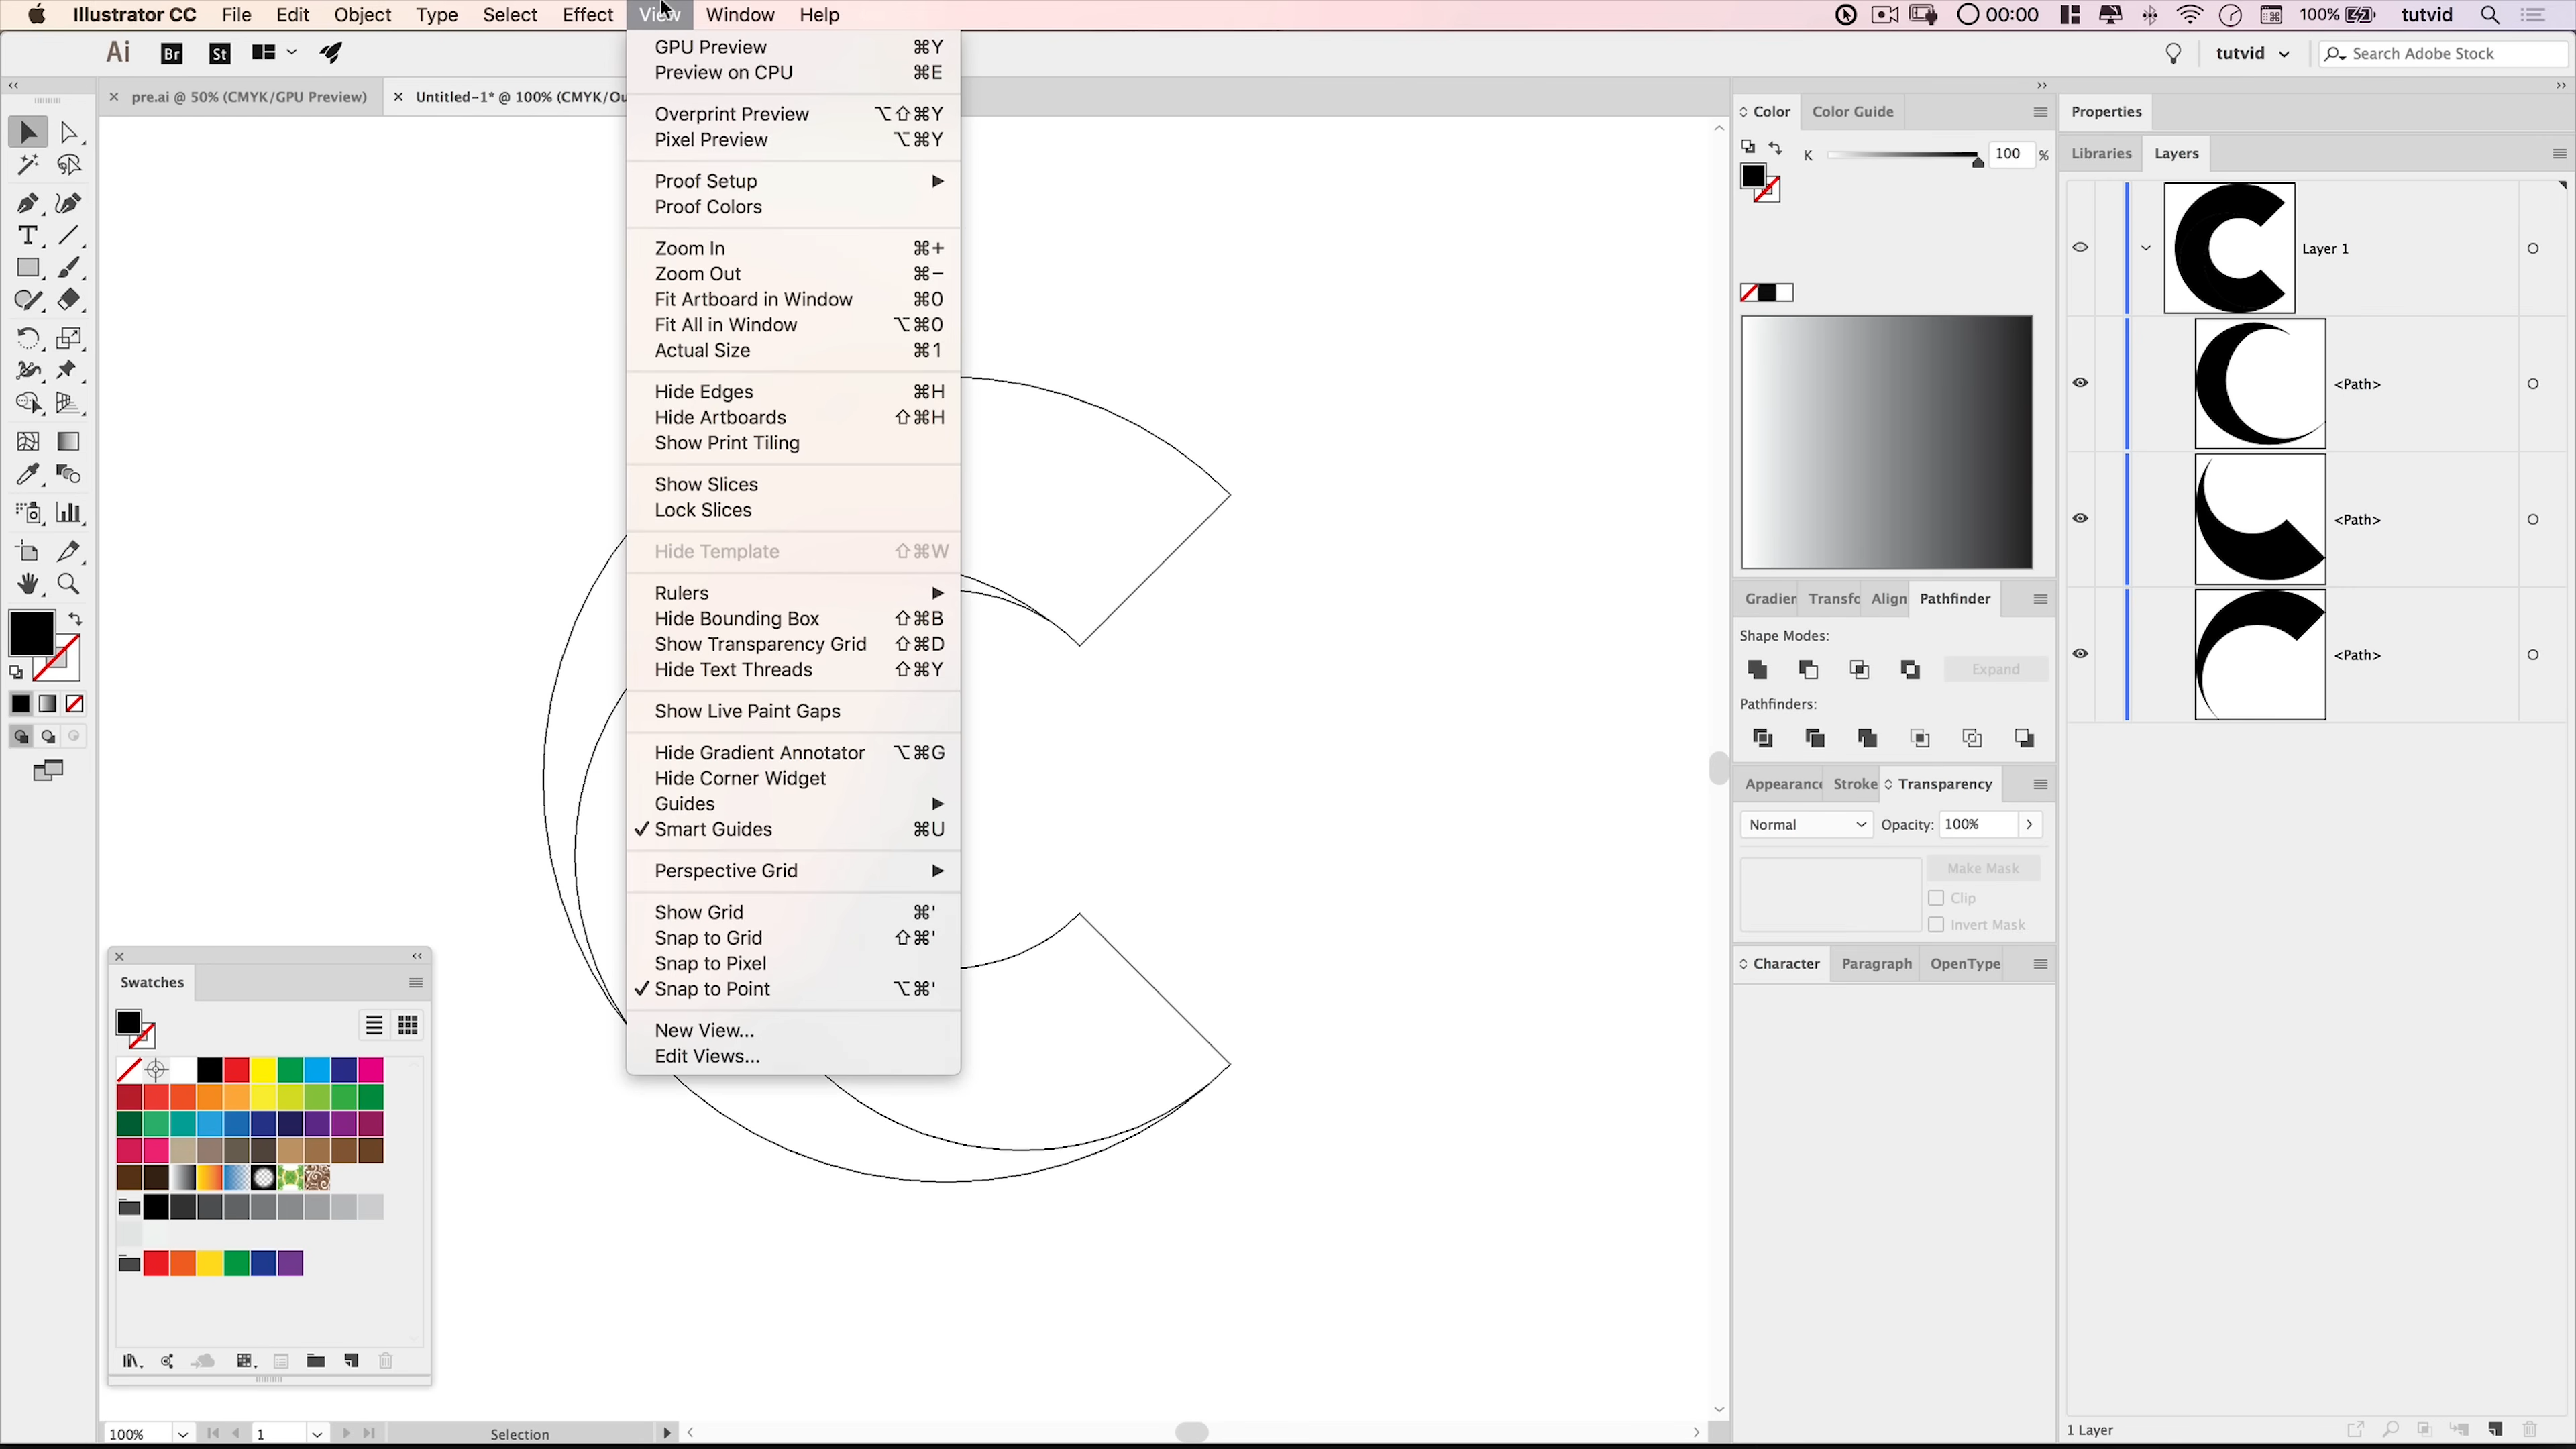 Illustrator CC File Edit Object Type Select Effect View Window Help 00:00 100% tutvid
Ai Br St tutvid Search Adobe Stock
pre.ai @ 50% (CMYK/GPU Preview) Untitled-1* @ 100% (CMYK/Ou
GPU Preview ⌘Y
Preview on CPU ⌘E
Overprint Preview ⌥⇧⌘Y
Pixel Preview ⌥⌘Y
Proof Setup
Proof Colors
Zoom In ⌘+
Zoom Out ⌘−
Fit Artboard in Window ⌘0
Fit All in Window ⌥⌘0
Actual Size ⌘1
Hide Edges ⌘H
Hide Artboards ⇧⌘H
Show Print Tiling
Show Slices
Lock Slices
Hide Template ⇧⌘W
Rulers
Hide Bounding Box ⇧⌘B
Show Transparency Grid ⇧⌘D
Hide Text Threads ⇧⌘Y
Show Live Paint Gaps
Hide Gradient Annotator ⌥⌘G
Hide Corner Widget
Guides
✓ Smart Guides ⌘U
Perspective Grid
Show Grid ⌘'
Snap to Grid ⇧⌘'
Snap to Pixel
✓ Snap to Point ⌥⌘'
New View...
Edit Views...
Swatches
100% 1 Selection
Color Color Guide
K 100 %
Gradier Transfo Align Pathfinder
Shape Modes:
Expand
Pathfinders:
Appearanc Stroke Transparency
Normal Opacity: 100%
Make Mask
Clip
Invert Mask
Character Paragraph OpenType
Properties
Libraries Layers
Layer 1
<Path>
<Path>
<Path>
1 Layer